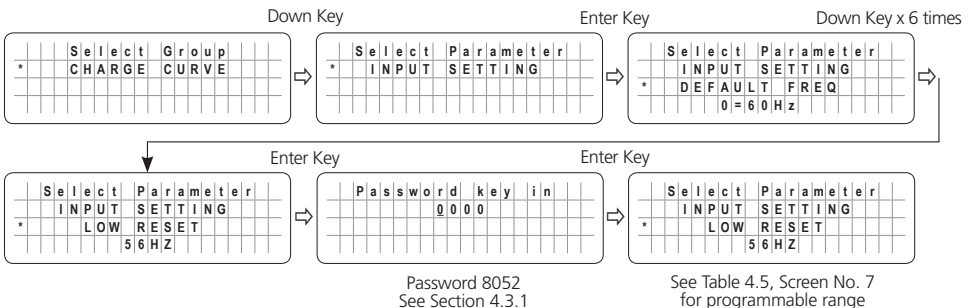 Down Key
Enter Key
Down Key x 6 times
Select Group
* CHARGE CURVE
Select Parameter
* INPUT SETTING
Select Parameter
INPUT SETTING
* DEFAULT FREQ
0=60Hz
Enter Key
Enter Key
Select Parameter
INPUT SETTING
* LOW RESET
56HZ
Password key in
0000
Select Parameter
INPUT SETTING
* LOW RESET
56HZ
Password 8052
See Section 4.3.1
See Table 4.5, Screen No. 7
for programmable range